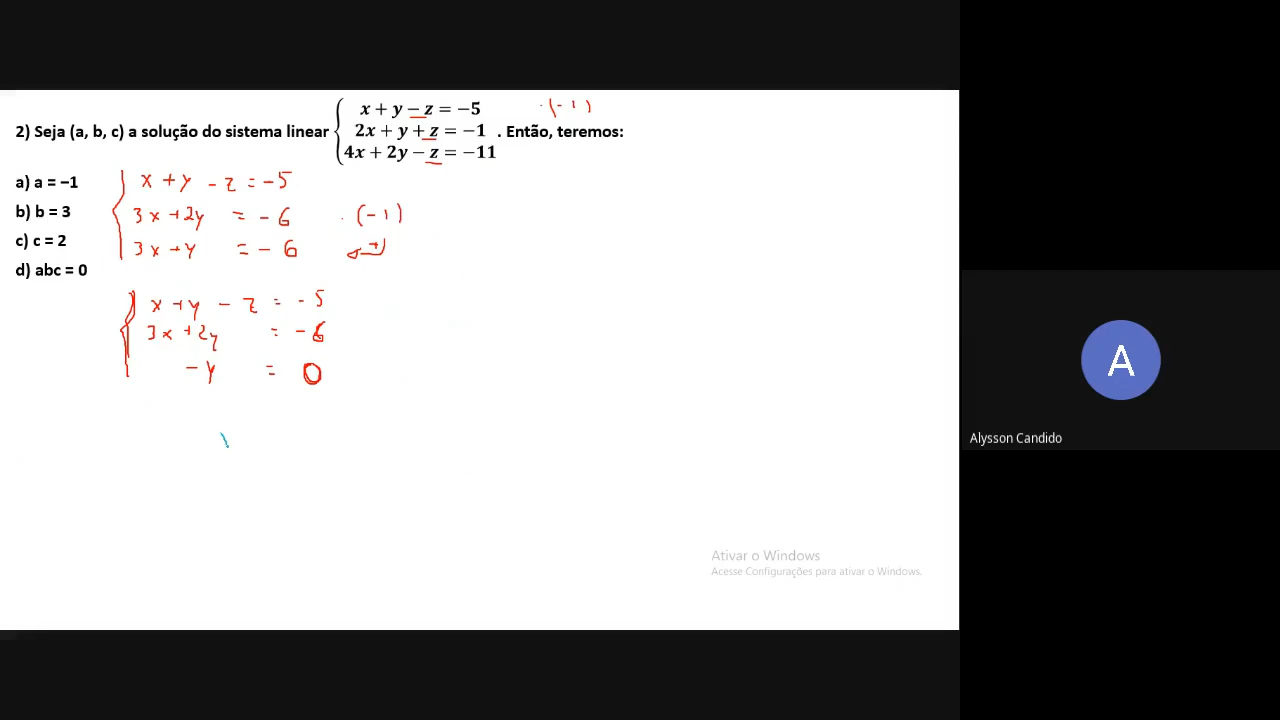 x + y − z = −5 · (-1)
2) Seja (a, b, c) a solução do sistema linear 2x + y + z = −1 . Então, teremos:
4x + 2y − z = −11
a) a = –1
x + y - z = -5
b) b = 3
3x + 2y = - 6 . (- 1)
c) c = 2
3x + y = - 6 +
d) abc = 0
x + y - z = - 5
3x + 2y = - 6
- y = 0
A
Alysson Candido
Ativar o Windows
Acesse Configurações para ativar o Windows.